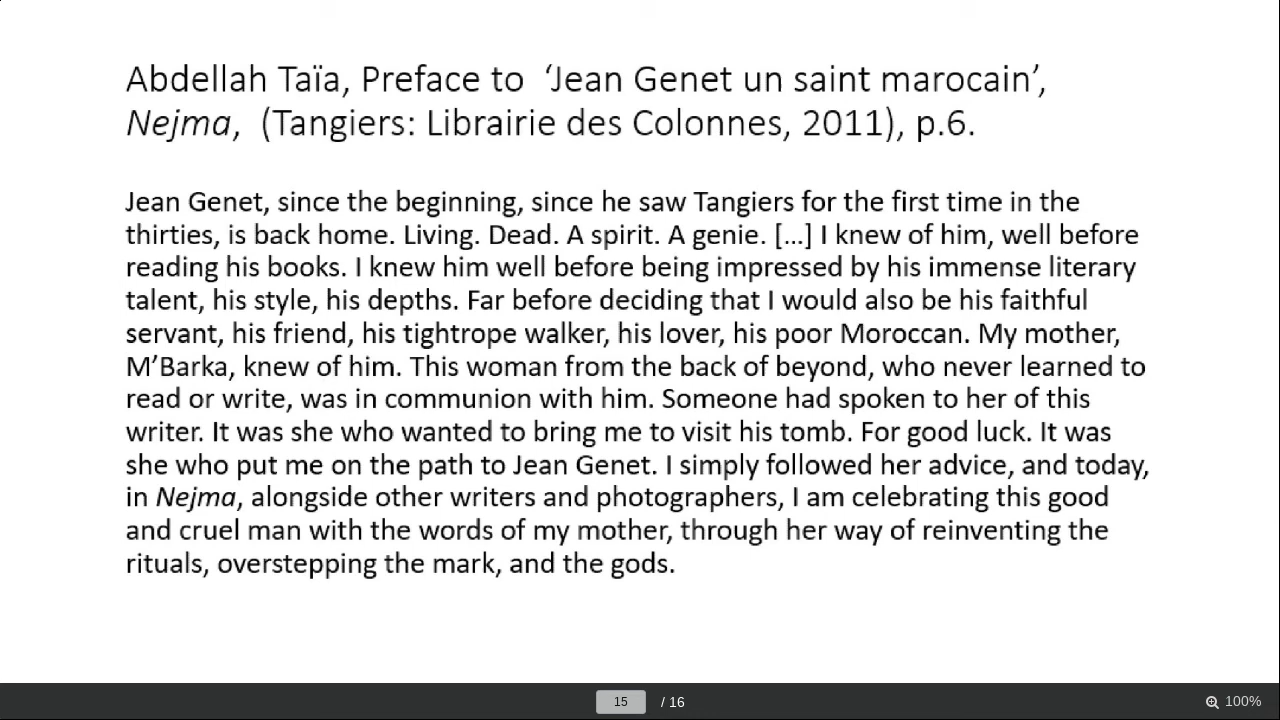 Abdellah Taïa, Preface to  ‘Jean Genet un saint marocain’,
Nejma,  (Tangiers: Librairie des Colonnes, 2011), p.6.
Jean Genet, since the beginning, since he saw Tangiers for the first time in the
thirties, is back home. Living. Dead. A spirit. A genie. […] I knew of him, well before
reading his books. I knew him well before being impressed by his immense literary
talent, his style, his depths. Far before deciding that I would also be his faithful
servant, his friend, his tightrope walker, his lover, his poor Moroccan. My mother,
M’Barka, knew of him. This woman from the back of beyond, who never learned to
read or write, was in communion with him. Someone had spoken to her of this
writer. It was she who wanted to bring me to visit his tomb. For good luck. It was
she who put me on the path to Jean Genet. I simply followed her advice, and today,
in Nejma, alongside other writers and photographers, I am celebrating this good
and cruel man with the words of my mother, through her way of reinventing the
rituals, overstepping the mark, and the gods.
15 / 16 100%